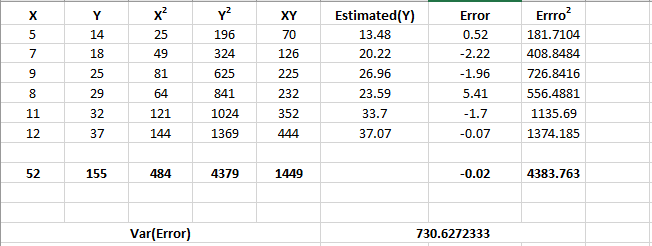 X Y X² Y² XY Estimated(Y) Error Errro²
5 14 25 196 70 13.48 0.52 181.7104
7 18 49 324 126 20.22 -2.22 408.8484
9 25 81 625 225 26.96 -1.96 726.8416
8 29 64 841 232 23.59 5.41 556.4881
11 32 121 1024 352 33.7 -1.7 1135.69
12 37 144 1369 444 37.07 -0.07 1374.185
52 155 484 4379 1449 -0.02 4383.763
Var(Error) 730.6272333